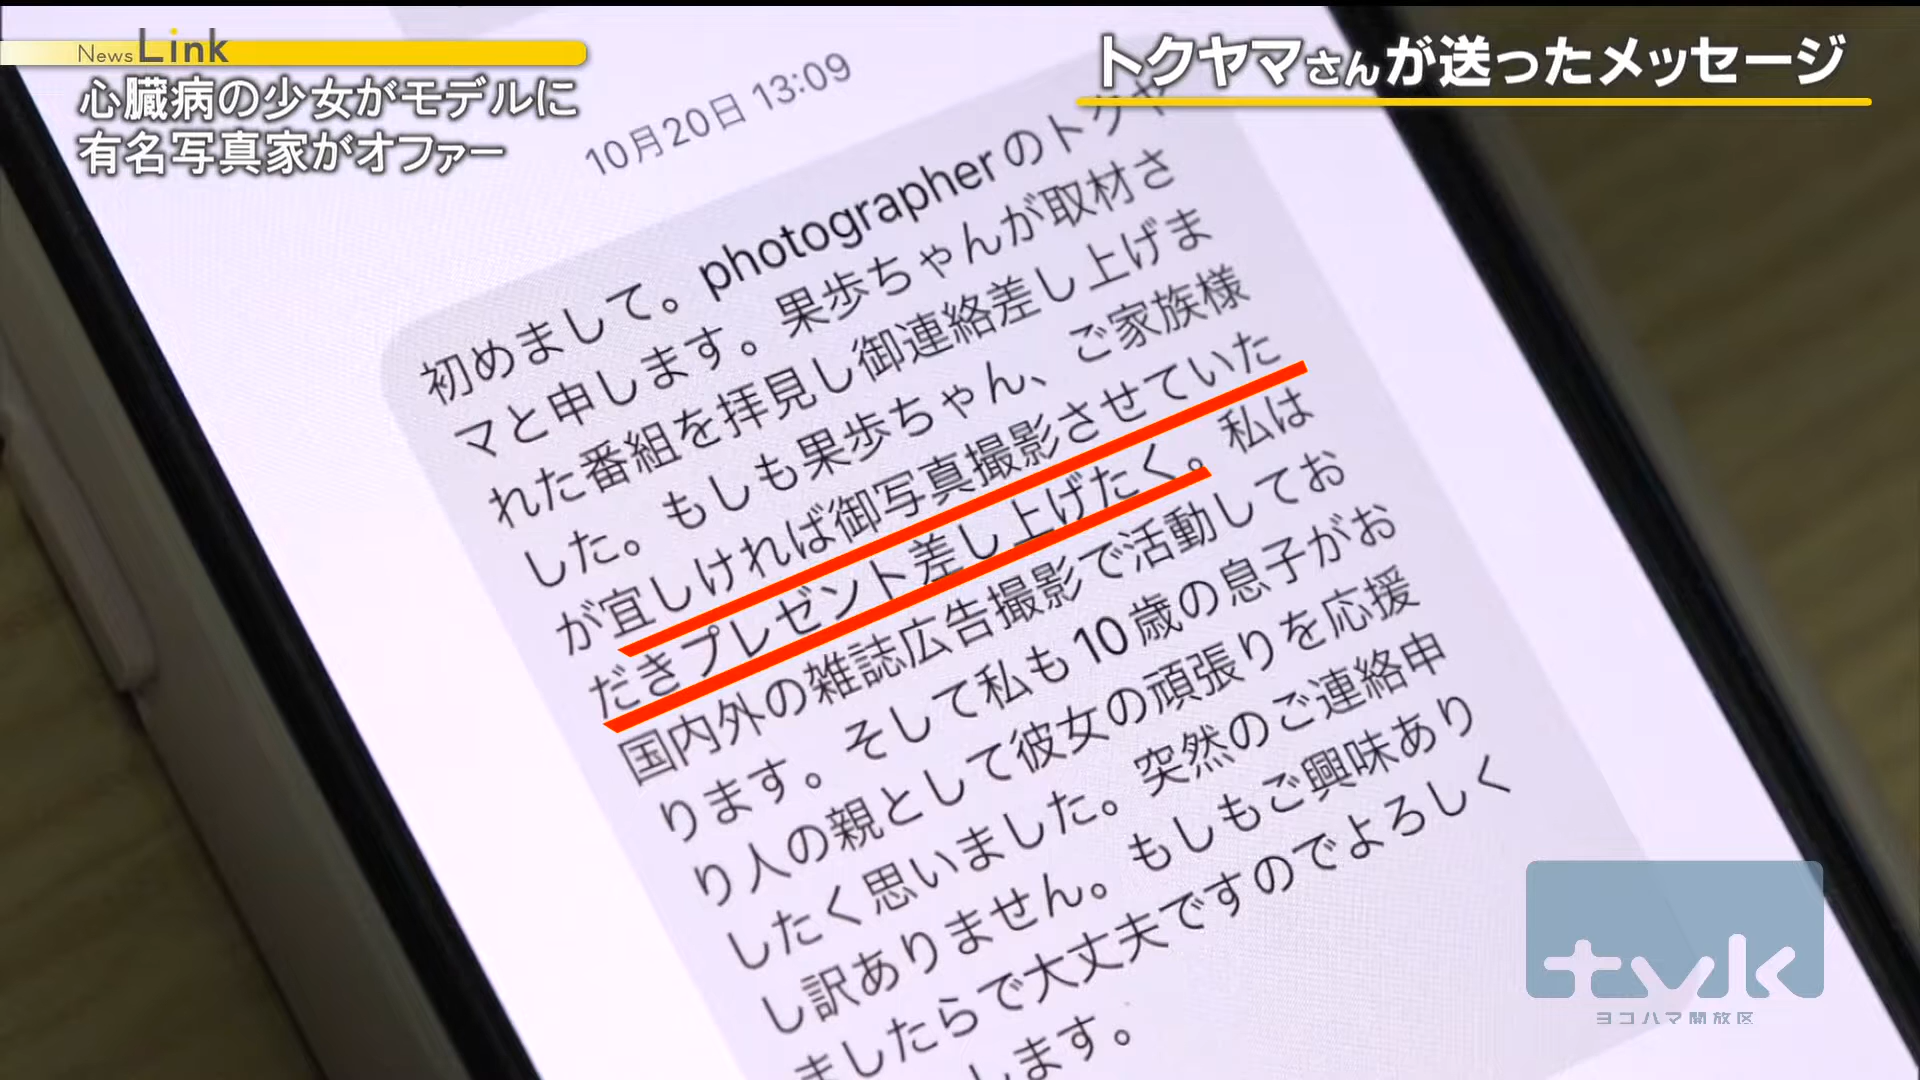 News Link
心臓病の少女がモデルに
有名写真家がオファー
トクヤマさんが送ったメッセージ
10月20日 13:09
初めまして。photographerのトクヤ
マと申します。果歩ちゃんが取材さ
れた番組を拝見し御連絡差し上げま
した。もしも果歩ちゃん、ご家族様
が宜しければ御写真撮影させていた
だきプレゼント差し上げたく。私は
国内外の雑誌広告撮影で活動してお
ります。そして私も10歳の息子がお
り人の親として彼女の頑張りを応援
したく思いました。突然のご連絡申
し訳ありません。もしもご興味あり
ましたらで大丈夫ですのでよろしく
します。
tvk
ヨコハマ開放区